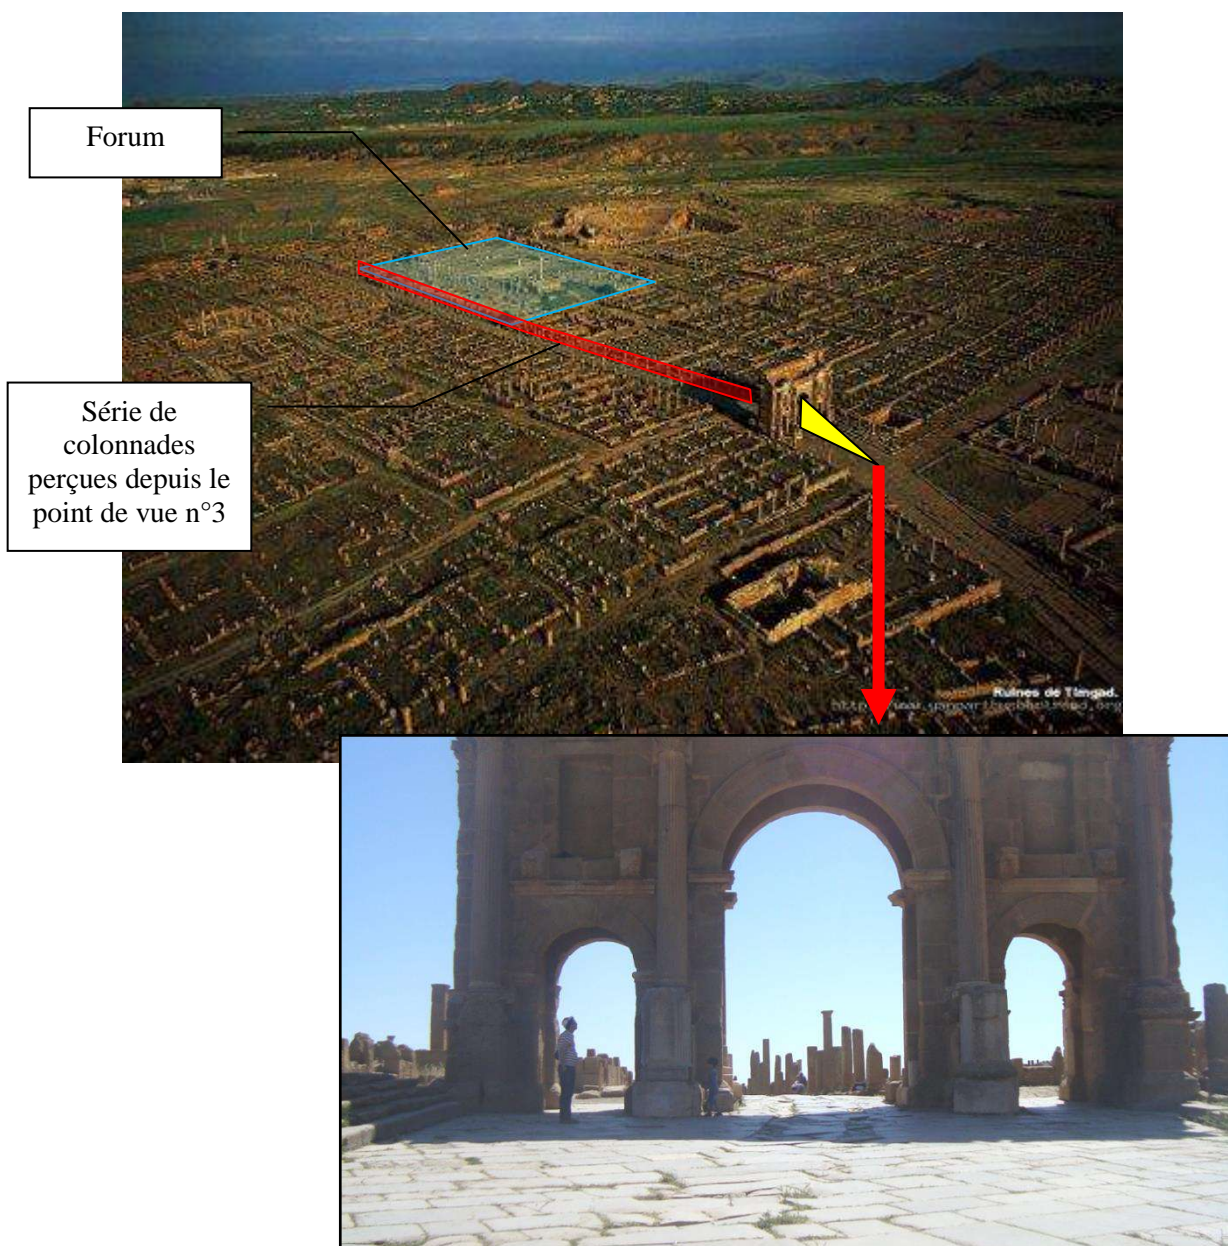 Forum
Série de
colonnades
perçues depuis le
point de vue n°3
Ruines de Timgad.